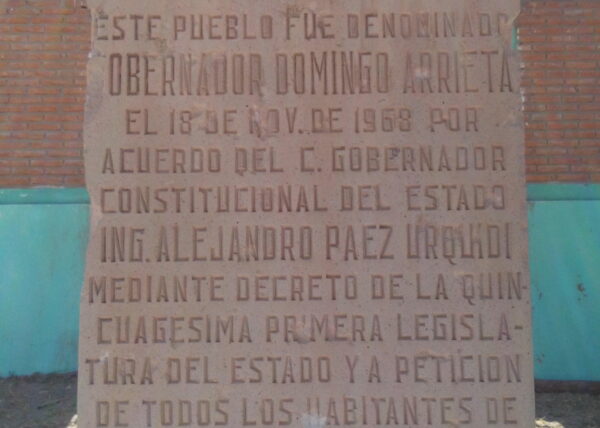 ESTE PUEBLO FUE DENOMINADO
GOBERNADOR DOMINGO ARRIETA
EL 18 DE NOV. DE 1968 POR
ACUERDO DEL C. GOBERNADOR
CONSTITUCIONAL DEL ESTADO
ING. ALEJANDRO PAEZ URQUIDI
MEDIANTE DECRETO DE LA QUIN-
CUAGESIMA PRIMERA LEGISLA-
TURA DEL ESTADO Y A PETICION
DE TODOS LOS HABITANTES DE